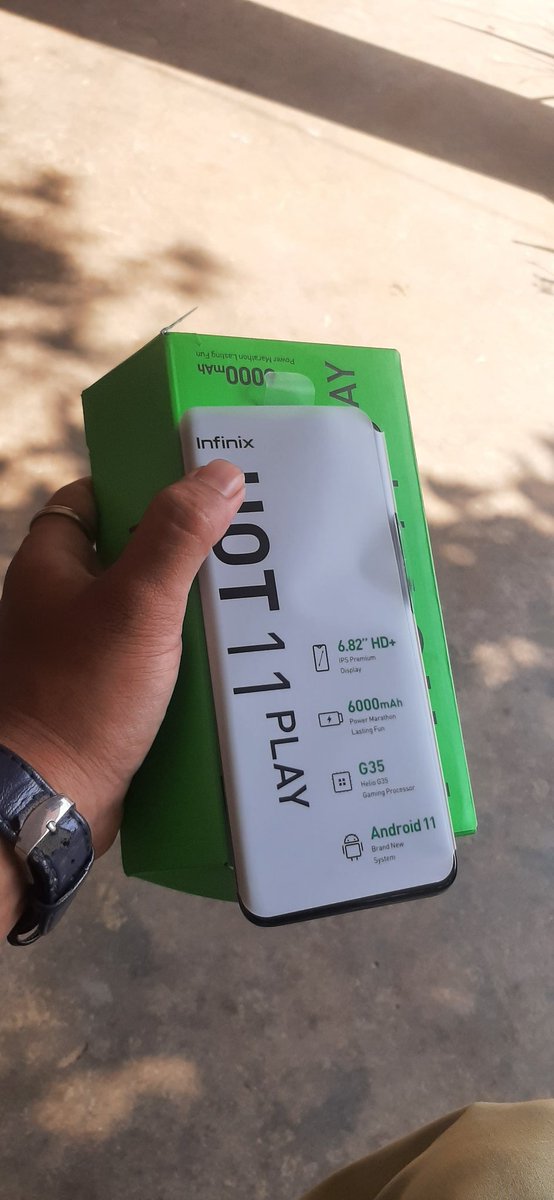 Power Marathon Lasting Fun
6000mAh
AY
Infinix
HOT 11 PLAY
6.82" HD+
IPS Premium
Display
6000mAh
Power Marathon
Lasting Fun
G35
Helio G35
Gaming Processor
Android 11
Brand New
System